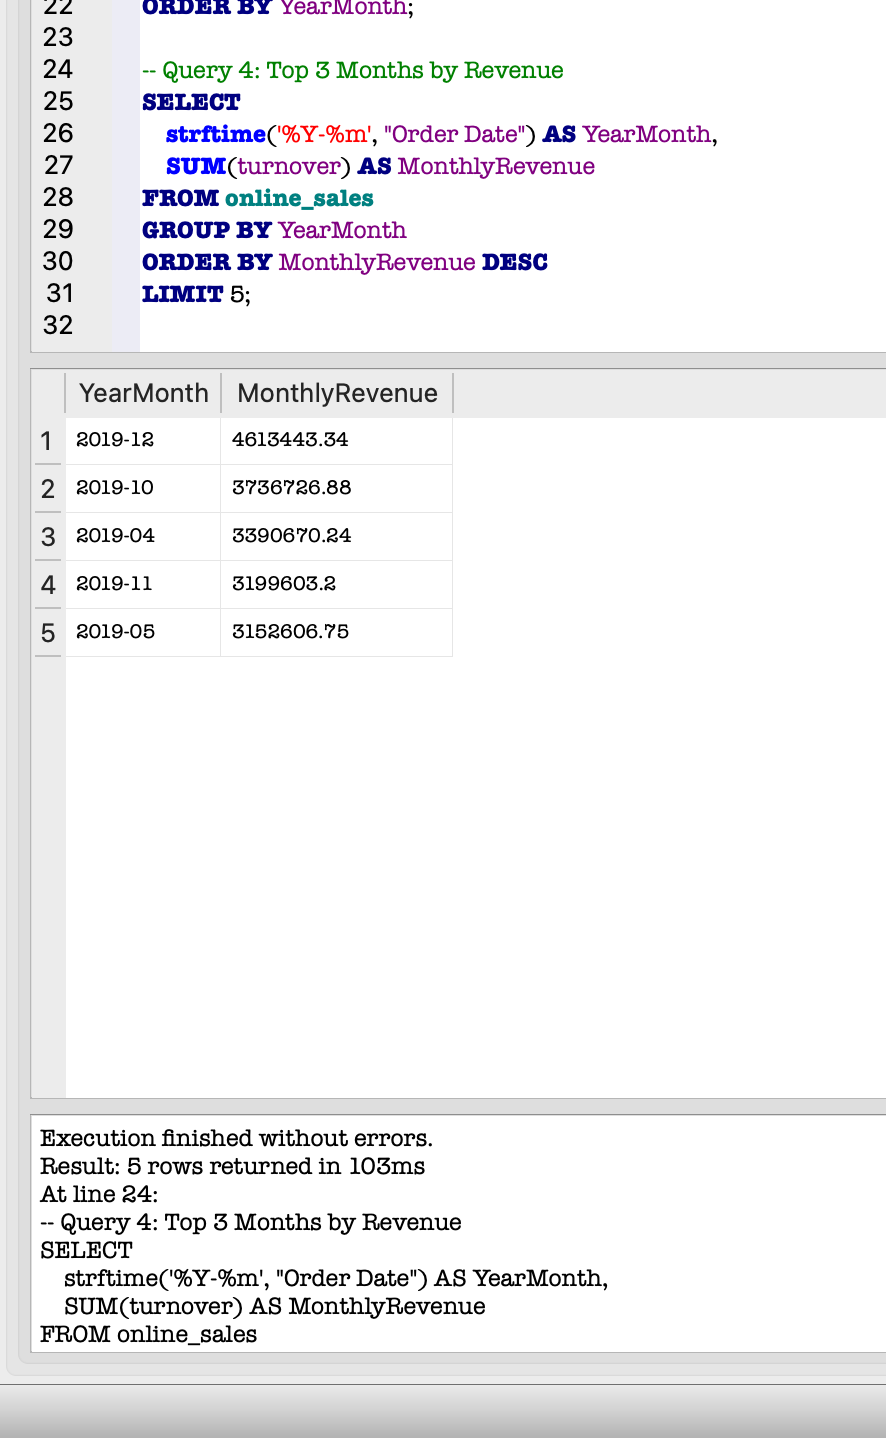 22 ORDER BY YearMonth;
23
24 -- Query 4: Top 3 Months by Revenue
25 SELECT
26 strftime('%Y-%m', "Order Date") AS YearMonth,
27 SUM(turnover) AS MonthlyRevenue
28 FROM online_sales
29 GROUP BY YearMonth
30 ORDER BY MonthlyRevenue DESC
31 LIMIT 5;
32
YearMonth MonthlyRevenue
1 2019-12 4613443.34
2 2019-10 3736726.88
3 2019-04 3390670.24
4 2019-11 3199603.2
5 2019-05 3152606.75
Execution finished without errors.
Result: 5 rows returned in 103ms
At line 24:
-- Query 4: Top 3 Months by Revenue
SELECT
strftime('%Y-%m', "Order Date") AS YearMonth,
SUM(turnover) AS MonthlyRevenue
FROM online_sales